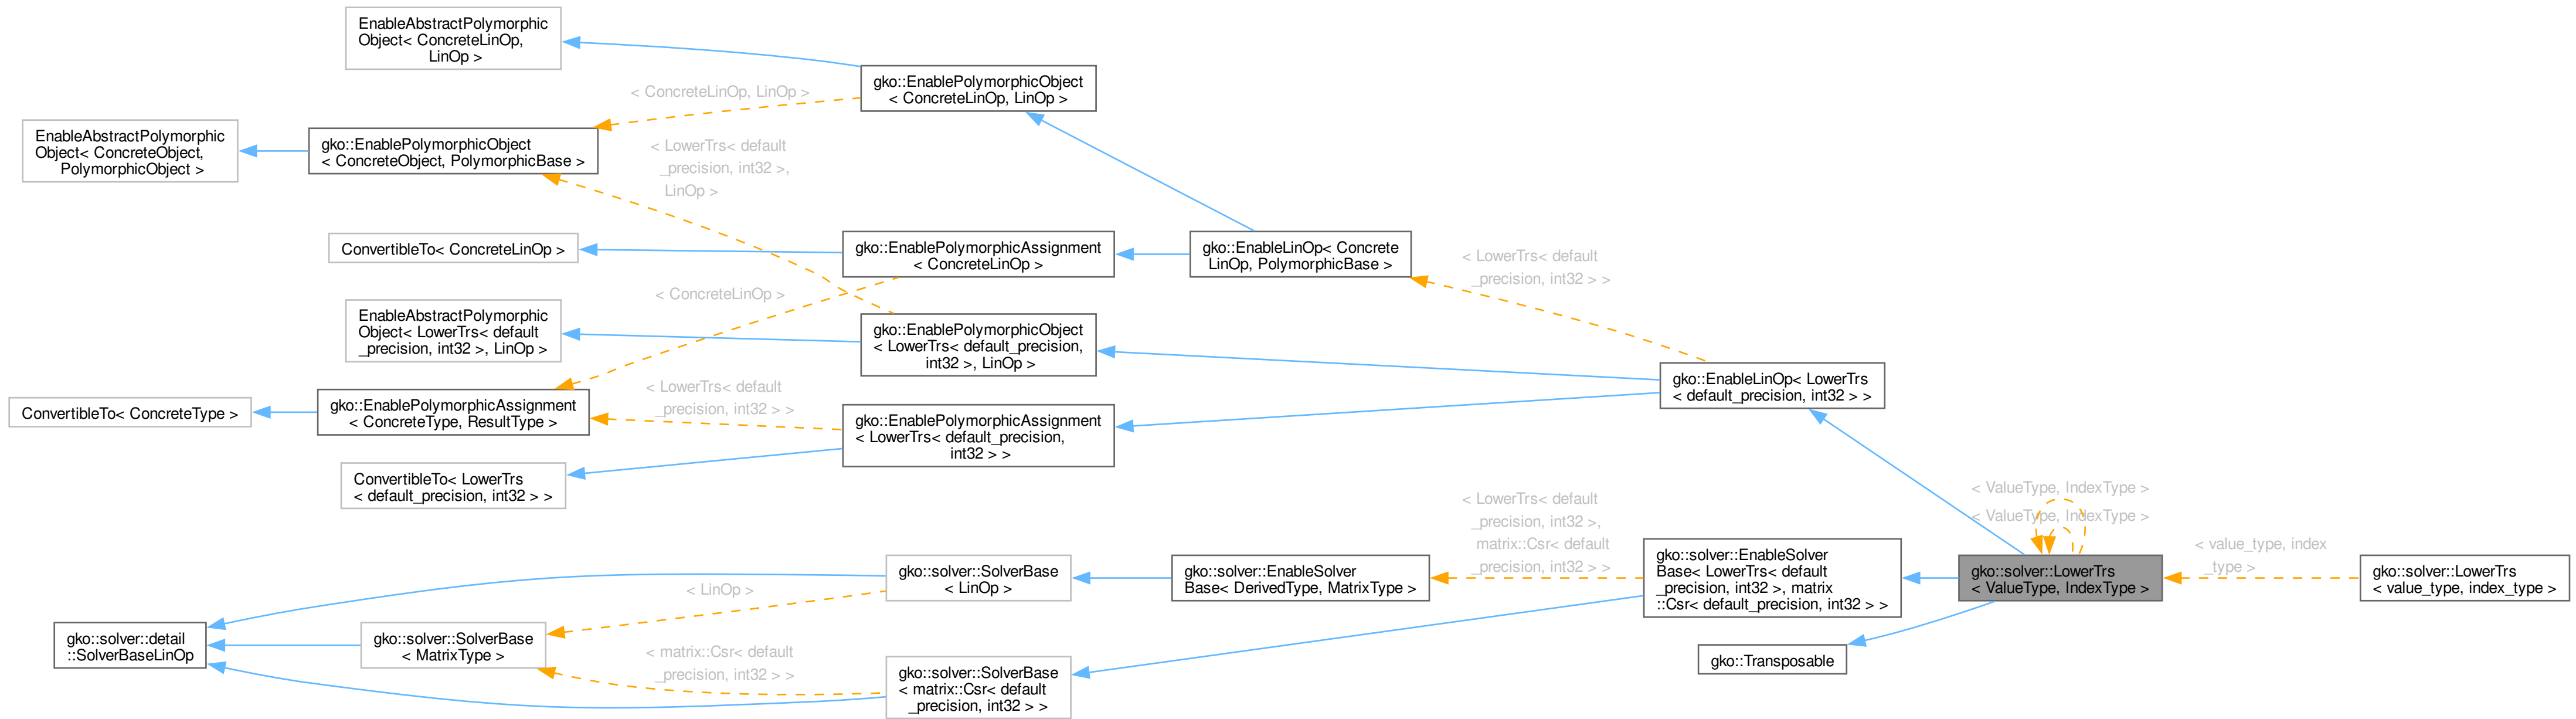 EnableAbstractPolymorphic
Object< ConcreteLinOp,
LinOp >
gko::EnablePolymorphicObject
< ConcreteLinOp, LinOp >
< ConcreteLinOp, LinOp >
EnableAbstractPolymorphic
Object< ConcreteObject,
PolymorphicObject >
gko::EnablePolymorphicObject
< ConcreteObject, PolymorphicBase >
< LowerTrs< default
_precision, int32 >,
LinOp >
ConvertibleTo< ConcreteLinOp >
gko::EnablePolymorphicAssignment
< ConcreteLinOp >
gko::EnableLinOp< Concrete
LinOp, PolymorphicBase >
< LowerTrs< default
_precision, int32 > >
< ConcreteLinOp >
EnableAbstractPolymorphic
Object< LowerTrs< default
_precision, int32 >, LinOp >
gko::EnablePolymorphicObject
< LowerTrs< default_precision,
int32 >, LinOp >
gko::EnableLinOp< LowerTrs
< default_precision, int32 > >
ConvertibleTo< ConcreteType >
gko::EnablePolymorphicAssignment
< ConcreteType, ResultType >
< LowerTrs< default
_precision, int32 > >
gko::EnablePolymorphicAssignment
< LowerTrs< default_precision,
int32 > >
ConvertibleTo< LowerTrs
< default_precision, int32 > >
< LowerTrs< default
_precision, int32 >,
matrix::Csr< default
_precision, int32 > >
< ValueType, IndexType >
< ValueType, IndexType >
gko::solver::SolverBase
< LinOp >
gko::solver::EnableSolver
Base< DerivedType, MatrixType >
gko::solver::EnableSolver
Base< LowerTrs< default
_precision, int32 >, matrix
::Csr< default_precision, int32 > >
gko::solver::LowerTrs
< ValueType, IndexType >
< value_type, index
_type >
gko::solver::LowerTrs
< value_type, index_type >
< LinOp >
gko::solver::detail
::SolverBaseLinOp
gko::solver::SolverBase
< MatrixType >
< matrix::Csr< default
_precision, int32 > >
gko::solver::SolverBase
< matrix::Csr< default
_precision, int32 > >
gko::Transposable